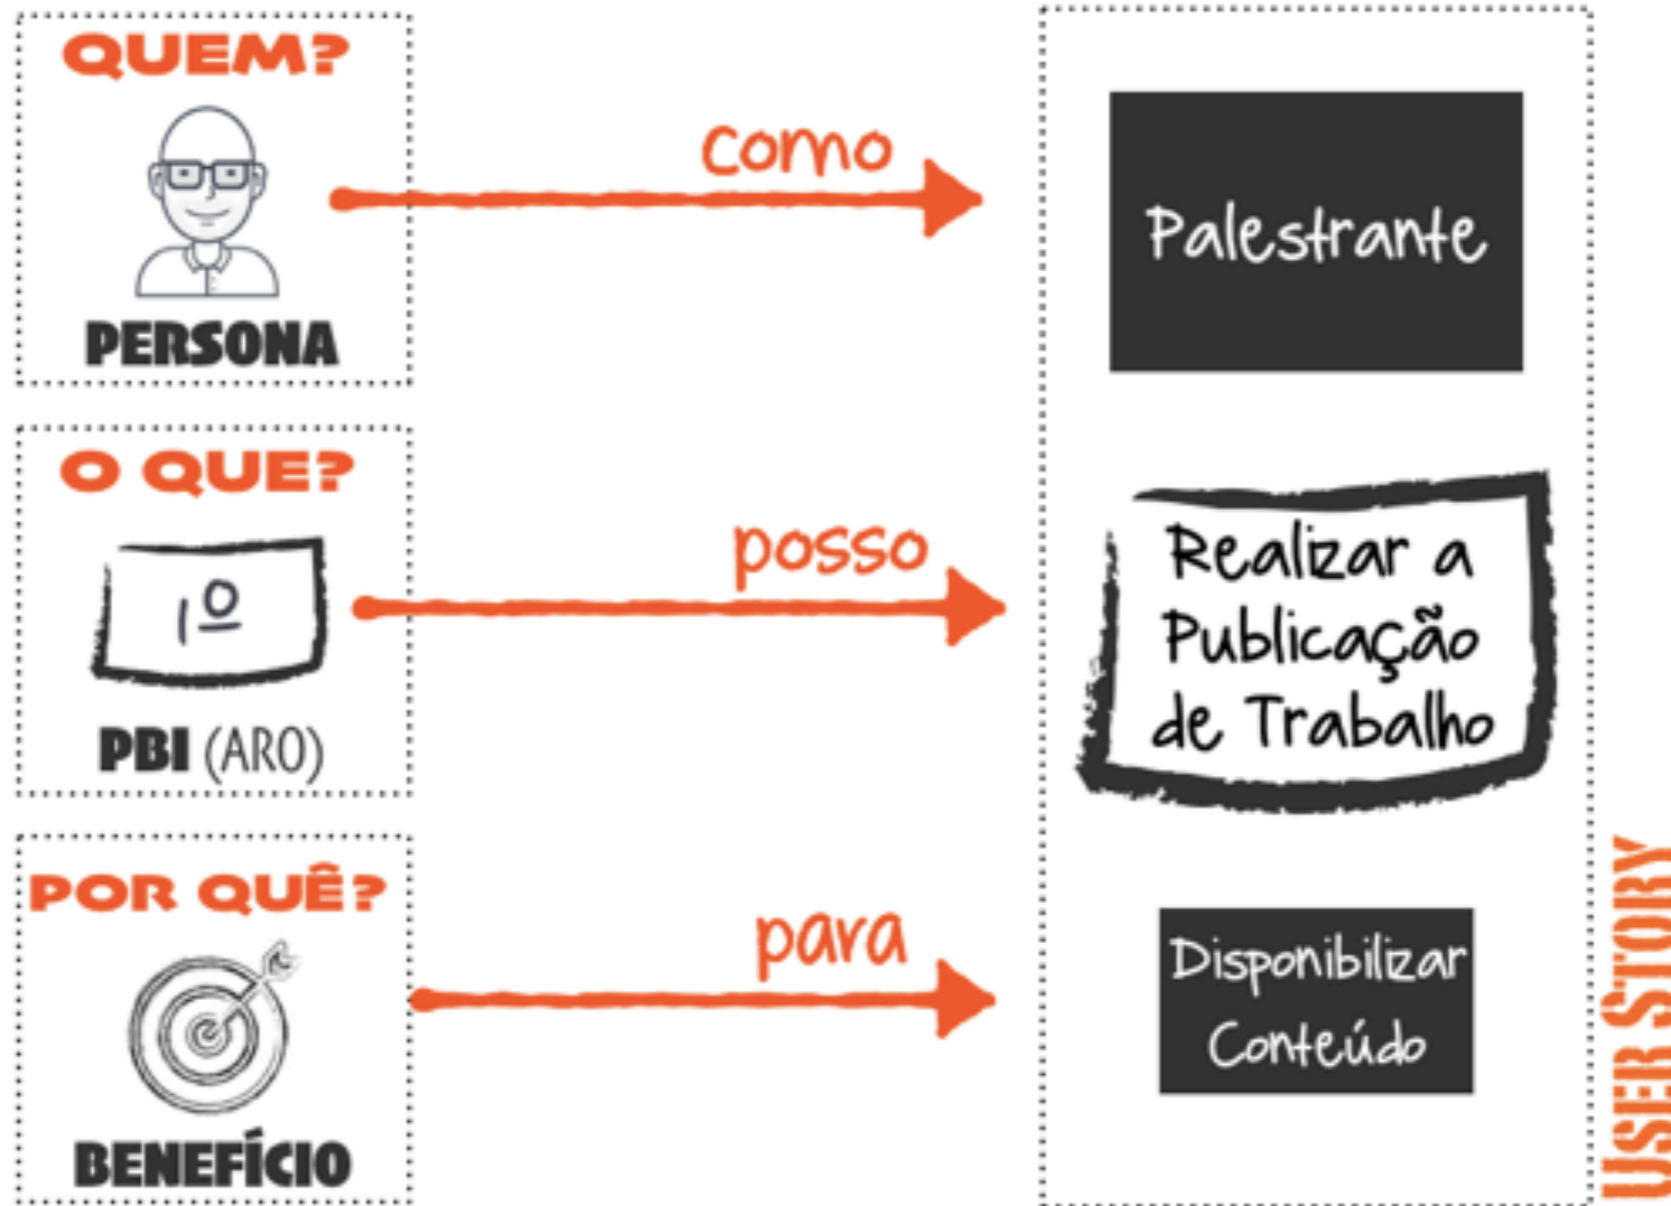 QUEM?
PERSONA
como
Palestrante
O QUE?
1º
PBI (ARO)
posso
Realizar a
Publicação
de Trabalho
POR QUÊ?
BENEFÍCIO
para
Disponibilizar
Conteúdo
USER STORY